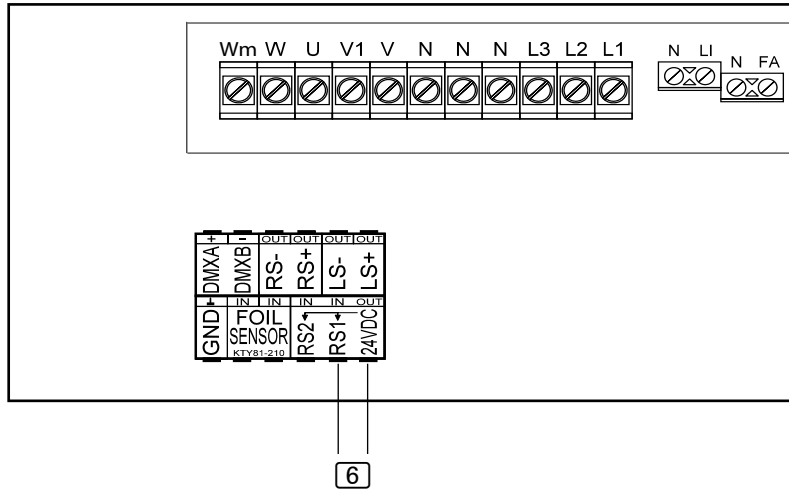 Wm W U V1 V N N N L3 L2 L1
N LI
N FA
+ - OUT OUT OUT OUT
DMXA DMXB RS- RS+ LS- LS+
IN IN IN IN OUT
GND FOIL SENSOR KTY81-210 RS2 RS1 24VDC
6